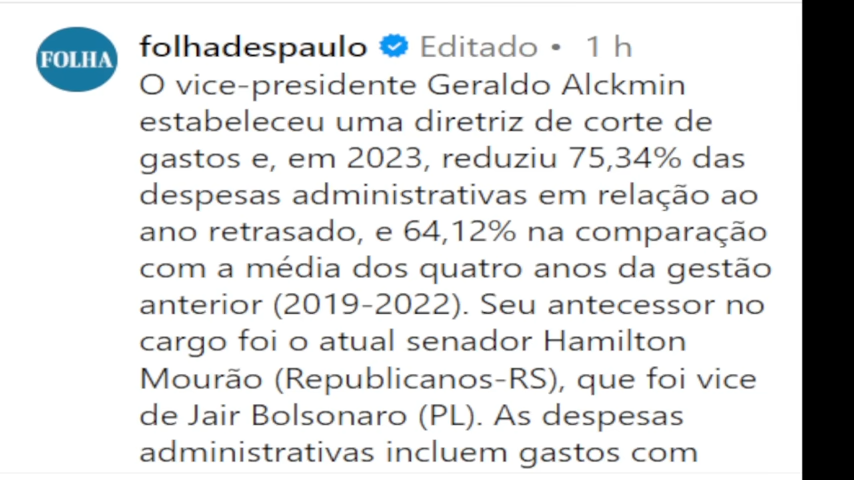 FOLHA
folhadespaulo Editado • 1 h
O vice-presidente Geraldo Alckmin
estabeleceu uma diretriz de corte de
gastos e, em 2023, reduziu 75,34% das
despesas administrativas em relação ao
ano retrasado, e 64,12% na comparação
com a média dos quatro anos da gestão
anterior (2019-2022). Seu antecessor no
cargo foi o atual senador Hamilton
Mourão (Republicanos-RS), que foi vice
de Jair Bolsonaro (PL). As despesas
administrativas incluem gastos com